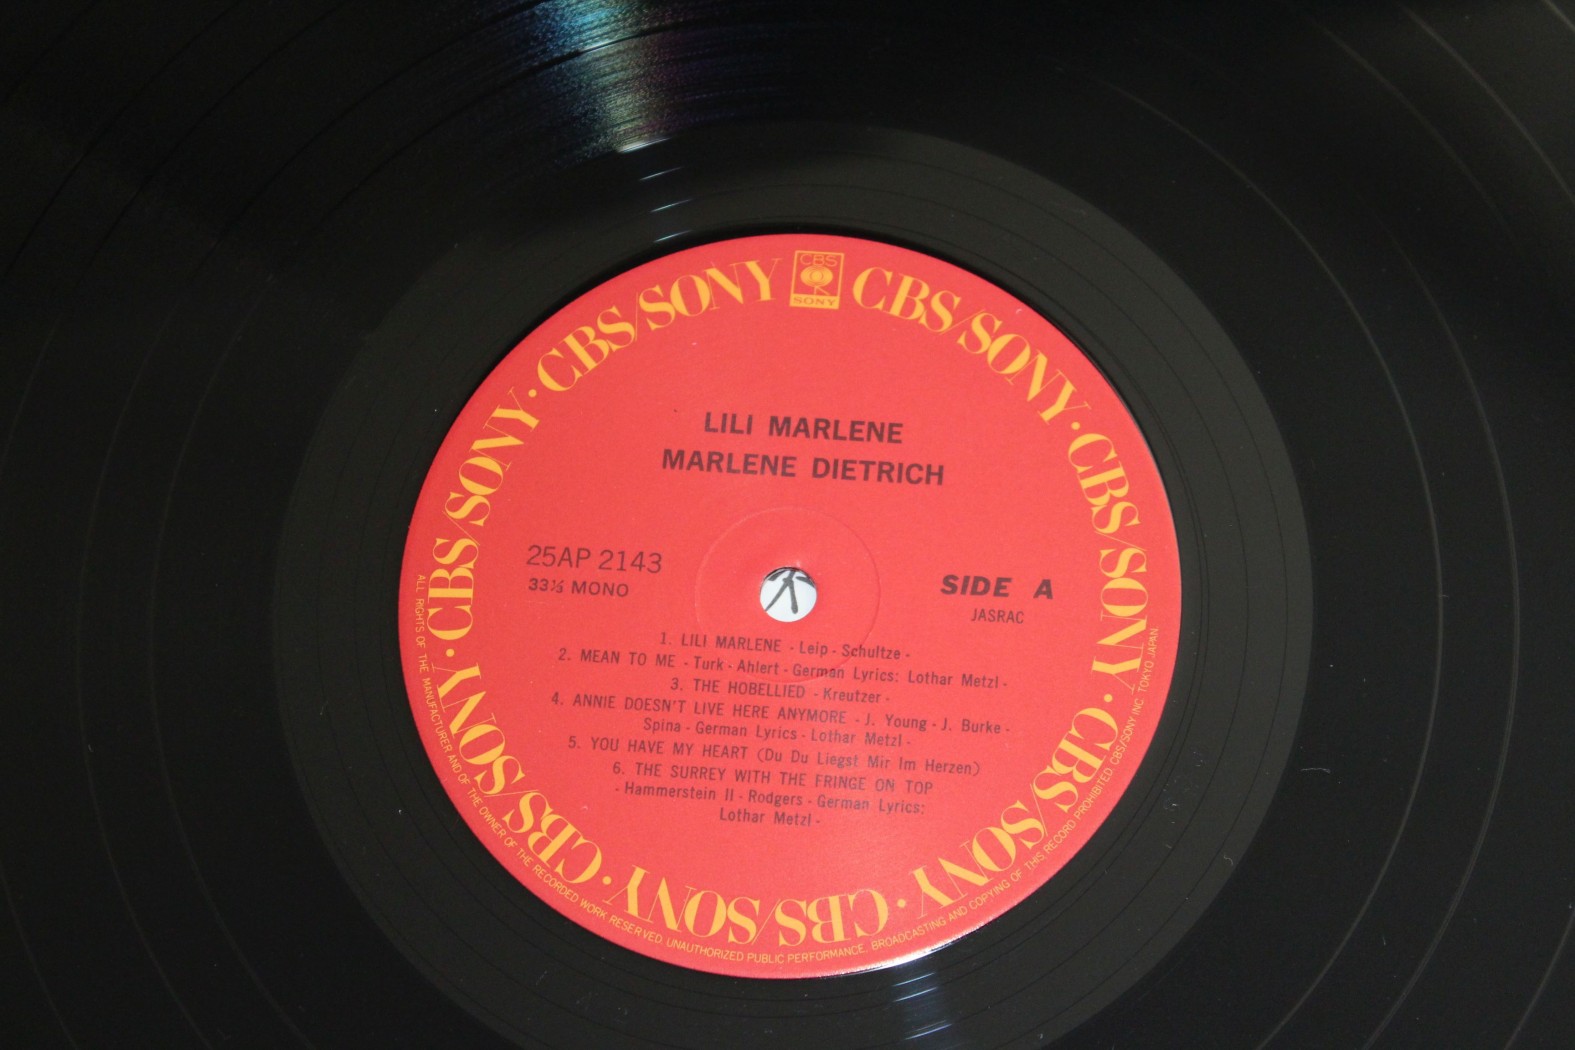 CBS
SONY
CBS/SONY · CBS/SONY · CBS/SONY · CBS/SONY · CBS/SONY · CBS/SONY · CBS/SONY · CBS/SONY · CBS/SONY
LILI MARLENE
MARLENE DIETRICH
25AP 2143
33⅓ MONO
SIDE A
JASRAC
1. LILI MARLENE - Leip - Schultze -
2. MEAN TO ME - Turk - Ahlert - German Lyrics: Lothar Metzl -
3. THE HOBELLIED - Kreutzer -
4. ANNIE DOESN'T LIVE HERE ANYMORE - J. Young - J. Burke -
Spina - German Lyrics - Lothar Metzl -
5. YOU HAVE MY HEART (Du Du Liegst Mir Im Herzen)
6. THE SURREY WITH THE FRINGE ON TOP
- Hammerstein II - Rodgers - German Lyrics:
Lothar Metzl -
ALL RIGHTS OF THE MANUFACTURER AND OF THE OWNER OF THE RECORDED WORK RESERVED. UNAUTHORIZED PUBLIC PERFORMANCE, BROADCASTING AND COPYING OF THIS RECORD PROHIBITED. CBS/SONY INC. TOKYO JAPAN.